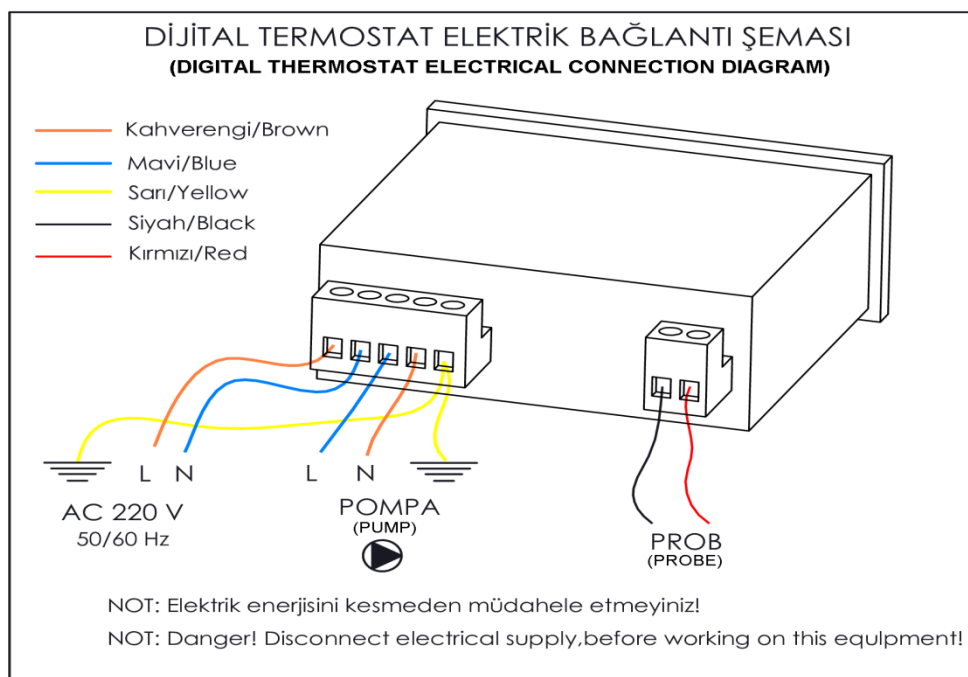 DİJİTAL TERMOSTAT ELEKTRİK BAĞLANTI ŞEMASI
(DIGITAL THERMOSTAT ELECTRICAL CONNECTION DIAGRAM)
Kahverengi/Brown
Mavi/Blue
Sarı/Yellow
Siyah/Black
Kırmızı/Red
L N
L N
AC 220 V
50/60 Hz
POMPA
(PUMP)
PROB
(PROBE)
NOT: Elektrik enerjisini kesmeden müdahele etmeyiniz!
NOT: Danger! Disconnect electrical supply,before working on this equlpment!